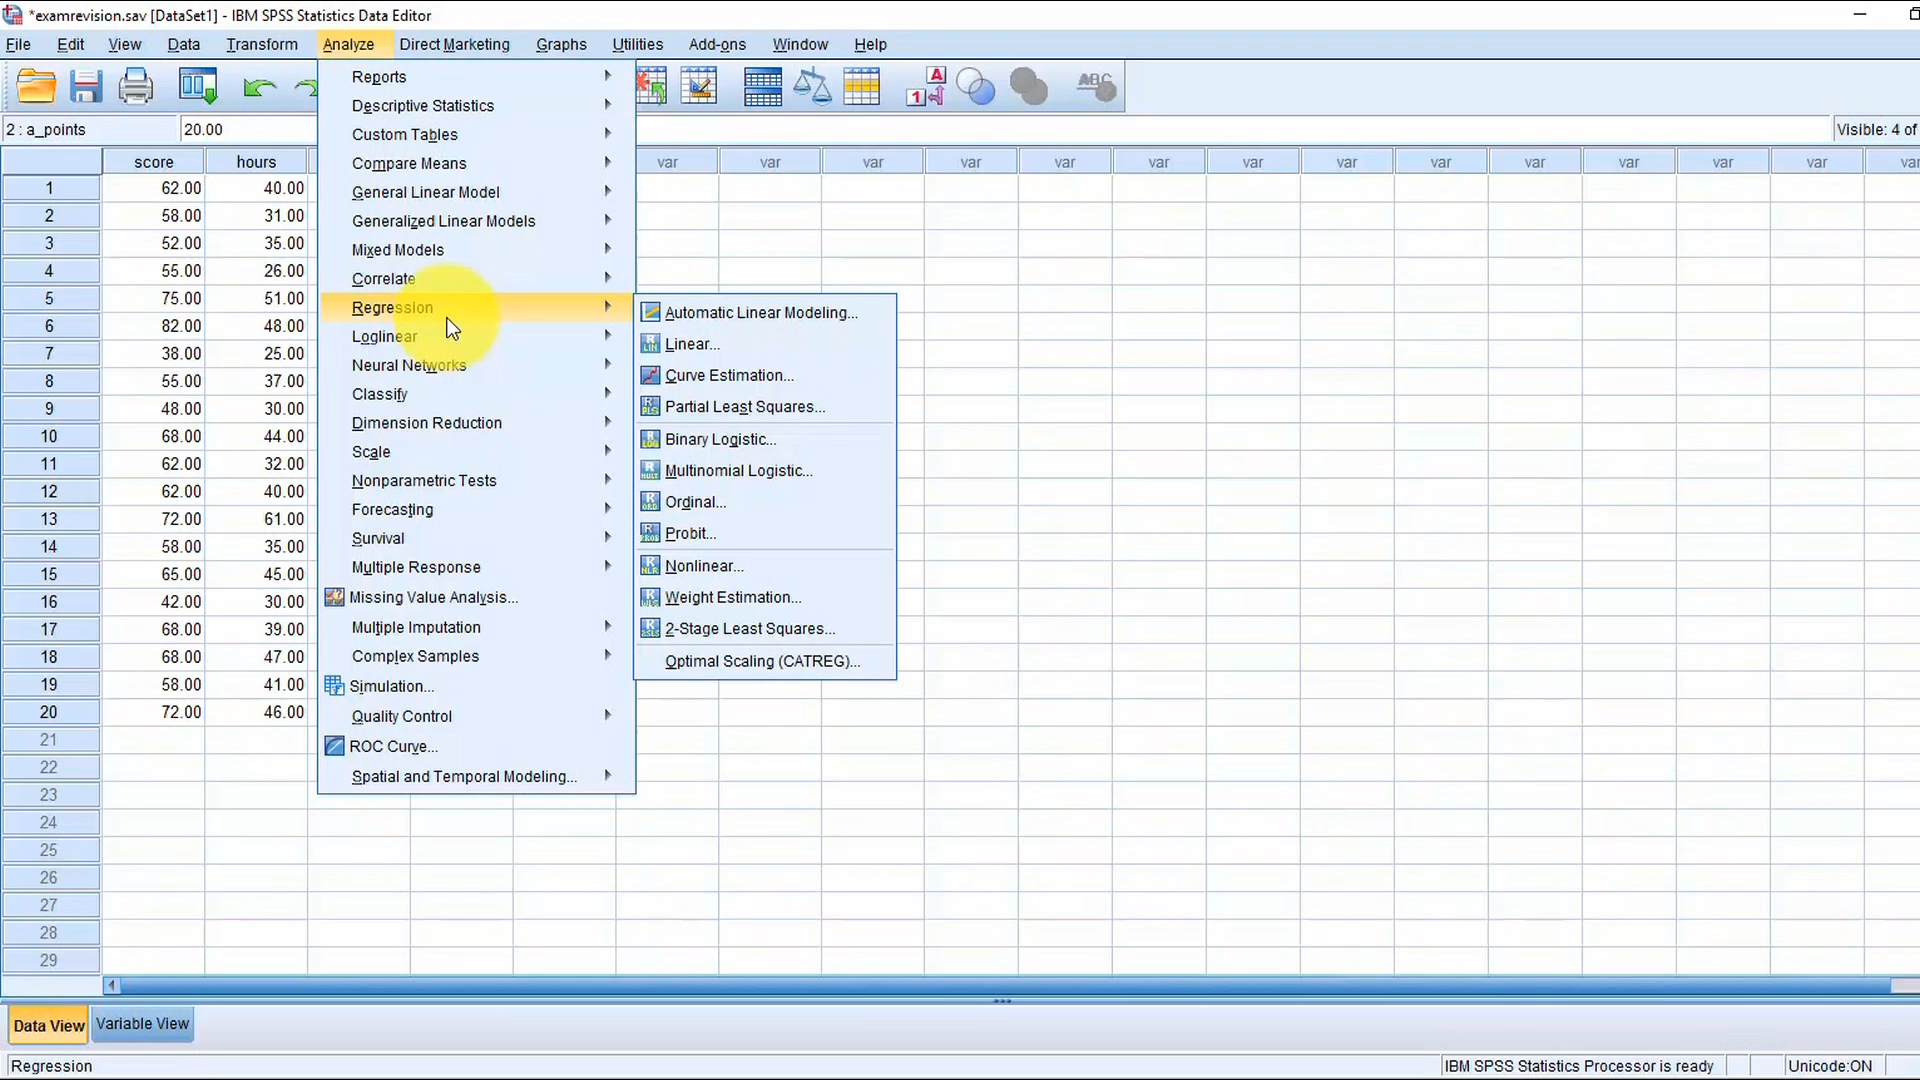 *examrevision.sav [DataSet1] - IBM SPSS Statistics Data Editor
File Edit View Data Transform Analyze Direct Marketing Graphs Utilities Add-ons Window Help
A
1
ABC
2 : a_points 20.00 Visible: 4 of
score hours var var var var var var var var var var var var var
1 62.00 40.00
2 58.00 31.00
3 52.00 35.00
4 55.00 26.00
5 75.00 51.00
6 82.00 48.00
7 38.00 25.00
8 55.00 37.00
9 48.00 30.00
10 68.00 44.00
11 62.00 32.00
12 62.00 40.00
13 72.00 61.00
14 58.00 35.00
15 65.00 45.00
16 42.00 30.00
17 68.00 39.00
18 68.00 47.00
19 58.00 41.00
20 72.00 46.00
21
22
23
24
25
26
27
28
29
Reports
Descriptive Statistics
Custom Tables
Compare Means
General Linear Model
Generalized Linear Models
Mixed Models
Correlate
Regression
Loglinear
Neural Networks
Classify
Dimension Reduction
Scale
Nonparametric Tests
Forecasting
Survival
Multiple Response
Missing Value Analysis...
Multiple Imputation
Complex Samples
Simulation...
Quality Control
ROC Curve...
Spatial and Temporal Modeling...
Automatic Linear Modeling...
Linear...
Curve Estimation...
Partial Least Squares...
Binary Logistic...
Multinomial Logistic...
Ordinal...
Probit...
Nonlinear...
Weight Estimation...
2-Stage Least Squares...
Optimal Scaling (CATREG)...
Data View Variable View
Regression IBM SPSS Statistics Processor is ready Unicode:ON